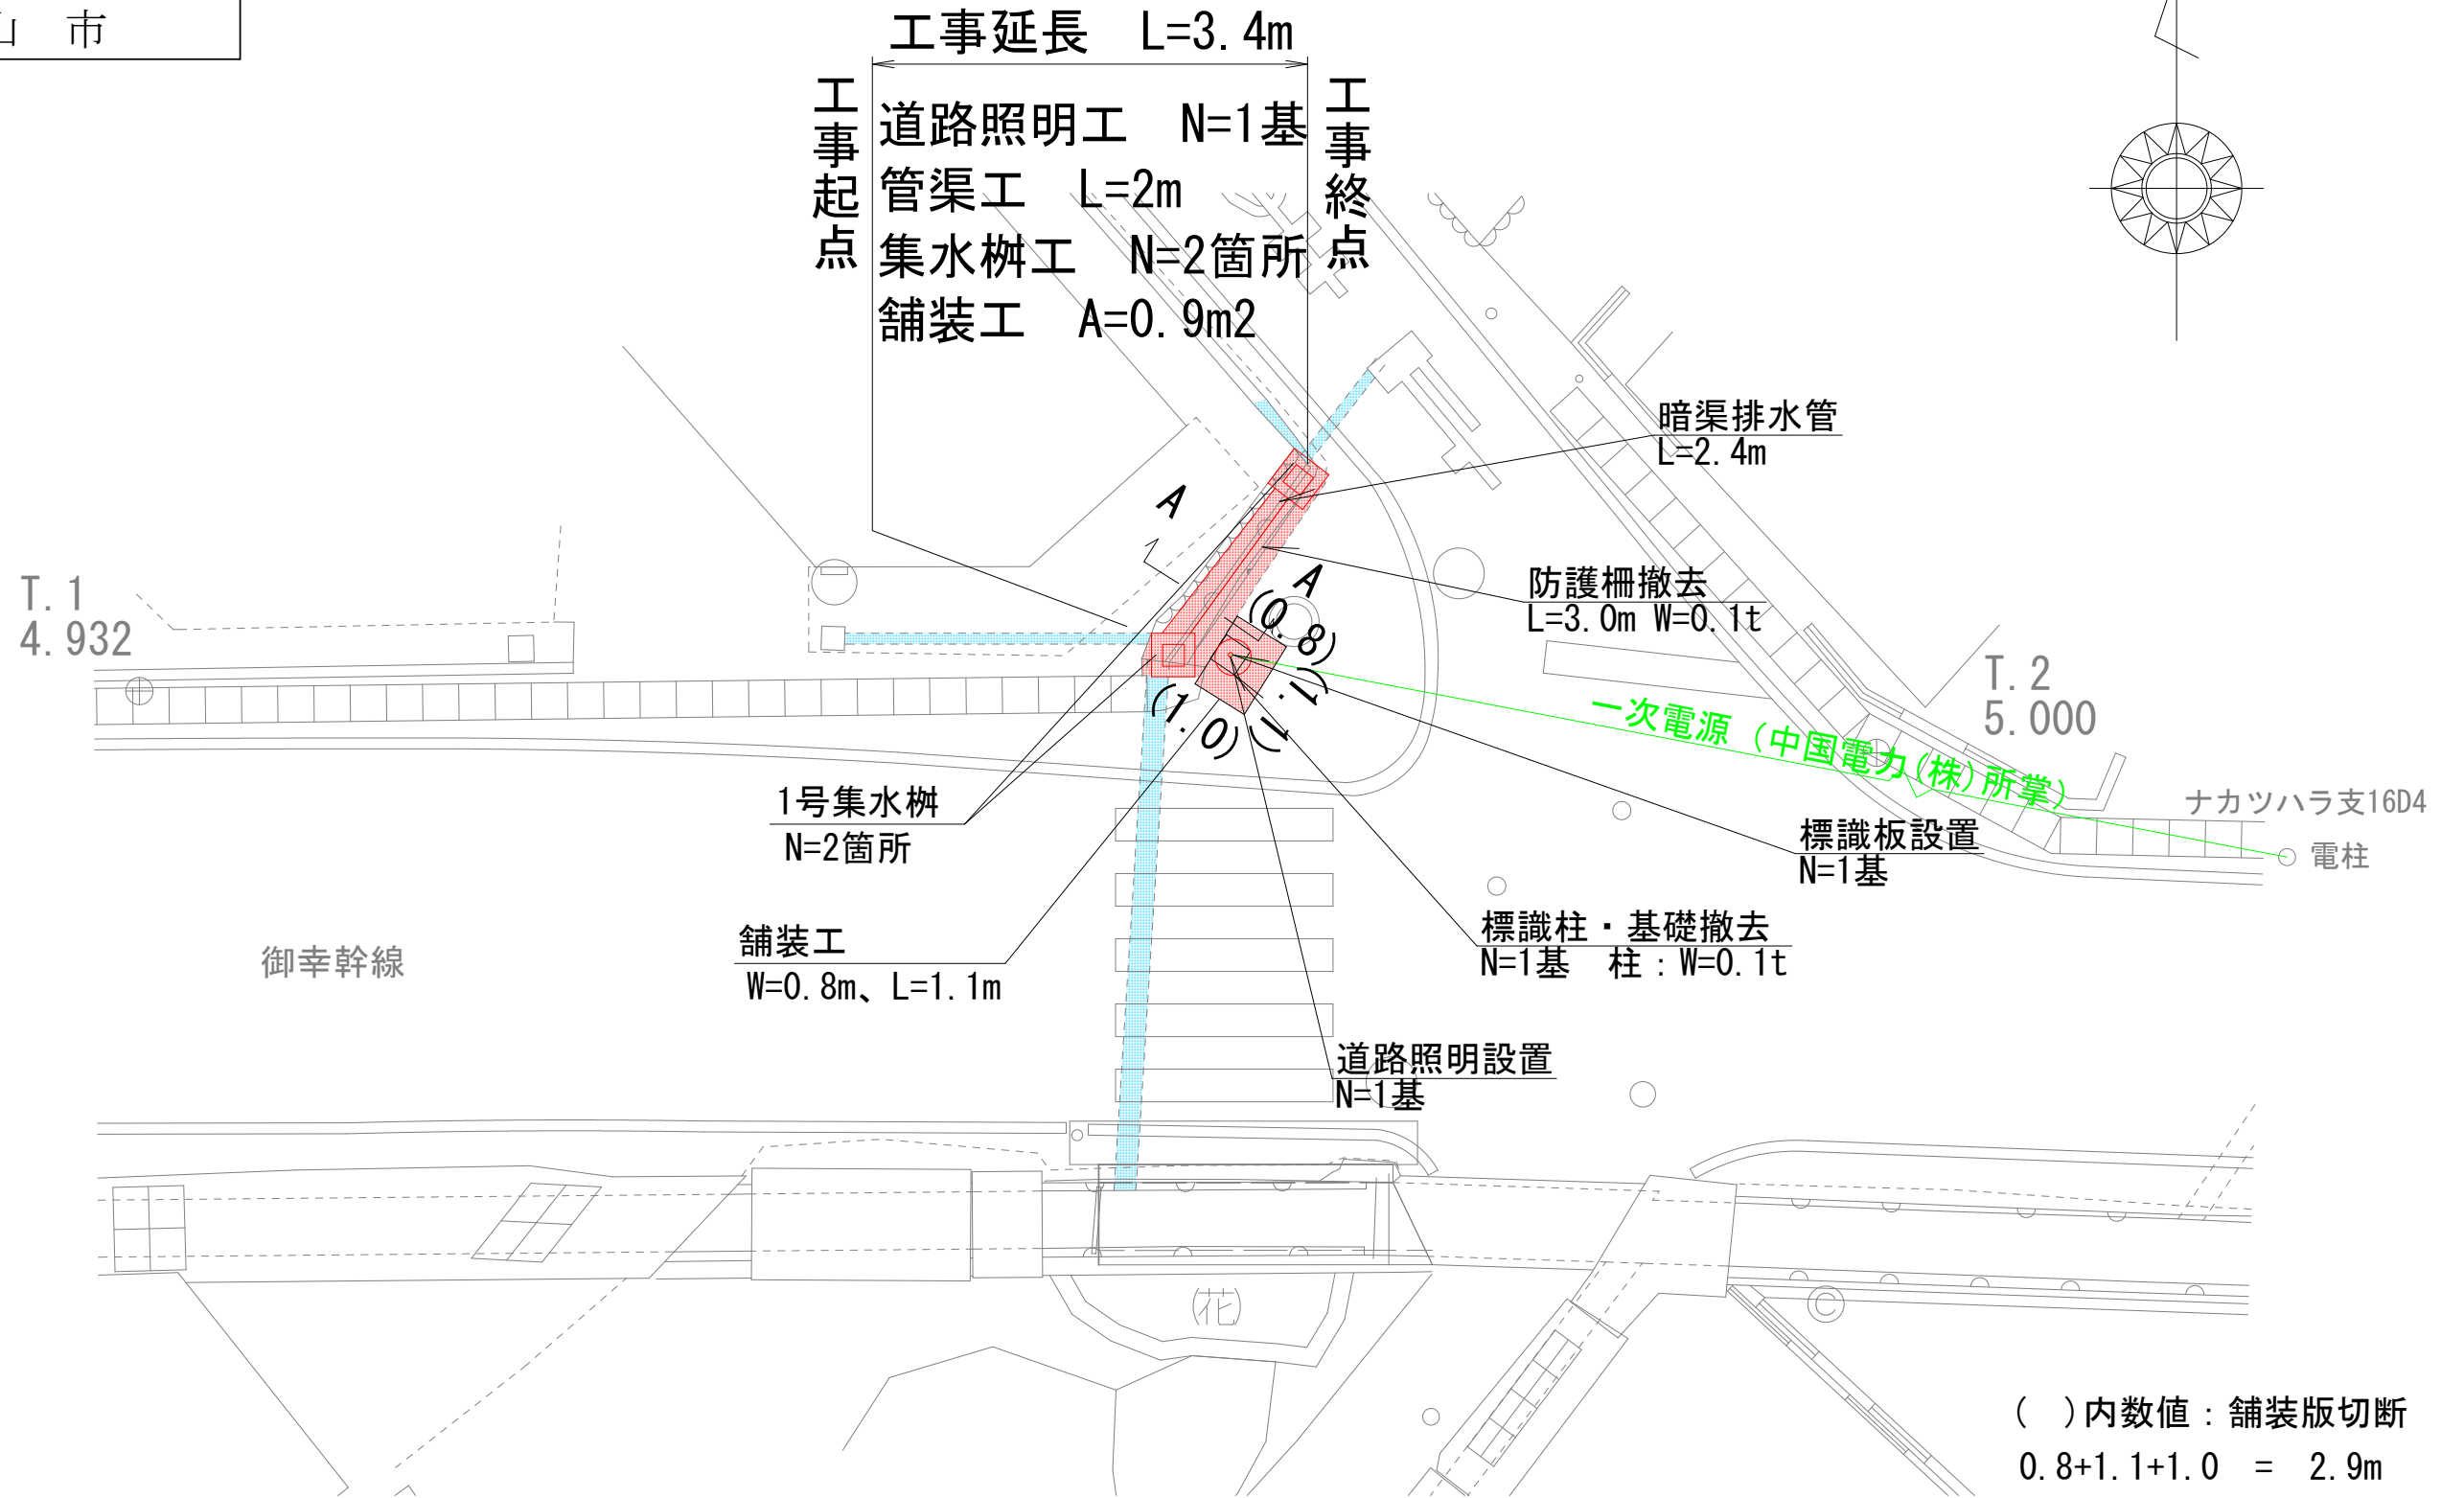 山 市
工事延長 L=3.4m
工事起点
工事終点
道路照明工 N=1基
管渠工 L=2m
集水桝工 N=2箇所
舗装工 A=0.9m2
暗渠排水管
L=2.4m
A
A
防護柵撤去
L=3.0m W=0.1t
T.1
4.932
(0.8)
(1.1)
(1.0)
T.2
5.000
一次電源（中国電力(株)所掌）
ナカツハラ支16D4
電柱
1号集水桝
N=2箇所
標識板設置
N=1基
舗装工
W=0.8m、L=1.1m
標識柱・基礎撤去
N=1基 柱：W=0.1t
御幸幹線
道路照明設置
N=1基
(花)
( )内数値：舗装版切断
0.8+1.1+1.0 = 2.9m